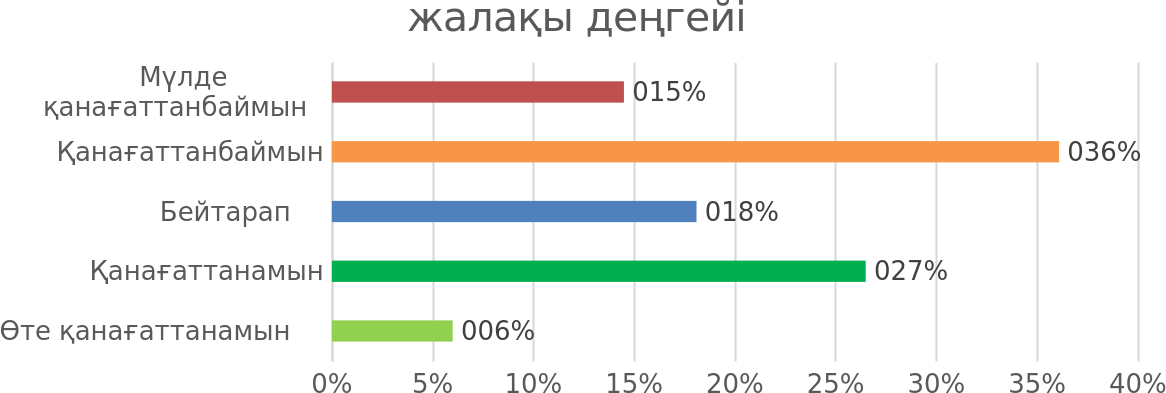 жалақы деңгейі
Мүлде
қанағаттанбаймын
015%
Қанағаттанбаймын
036%
Бейтарап
018%
Қанағаттанамын
027%
Өте қанағаттанамын
006%
0% 5% 10% 15% 20% 25% 30% 35% 40%